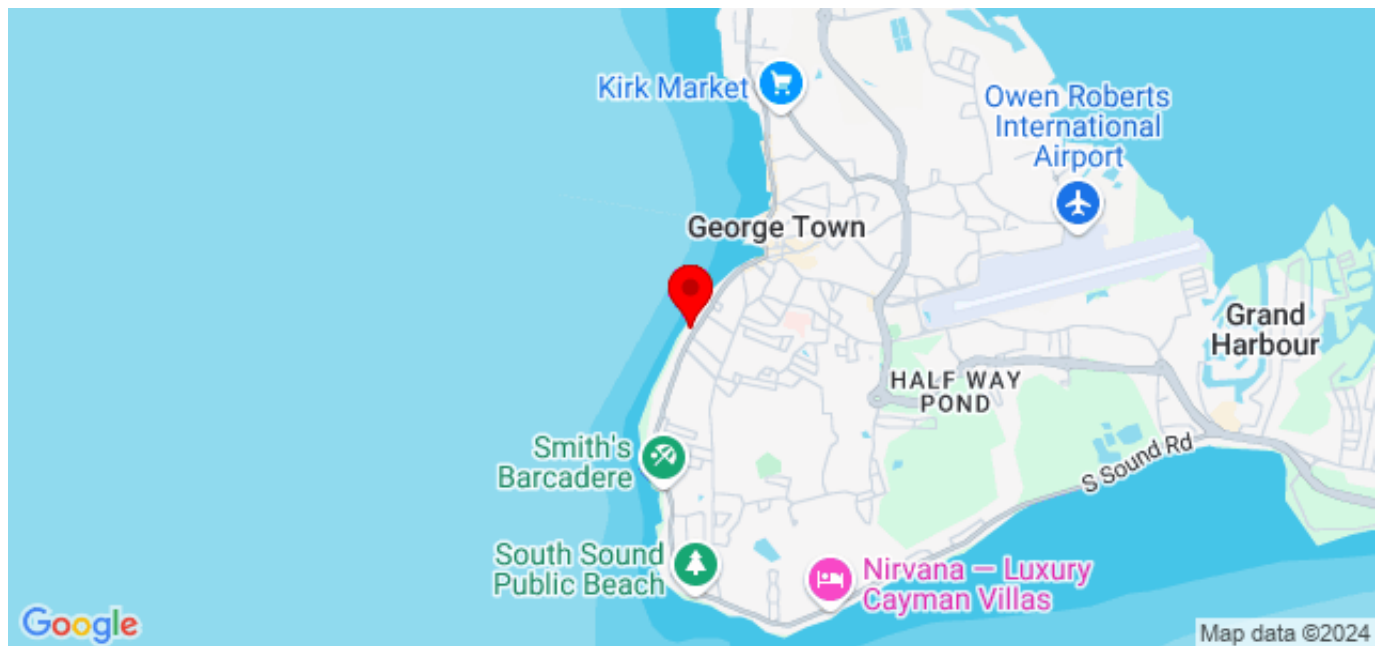 Kirk Market
Owen Roberts
International
Airport
George Town
Grand
Harbour
HALF WAY
POND
Smith's
Barcadere
S Sound Rd
South Sound
Public Beach
Nirvana — Luxury
Cayman Villas
Google
Map data ©2024